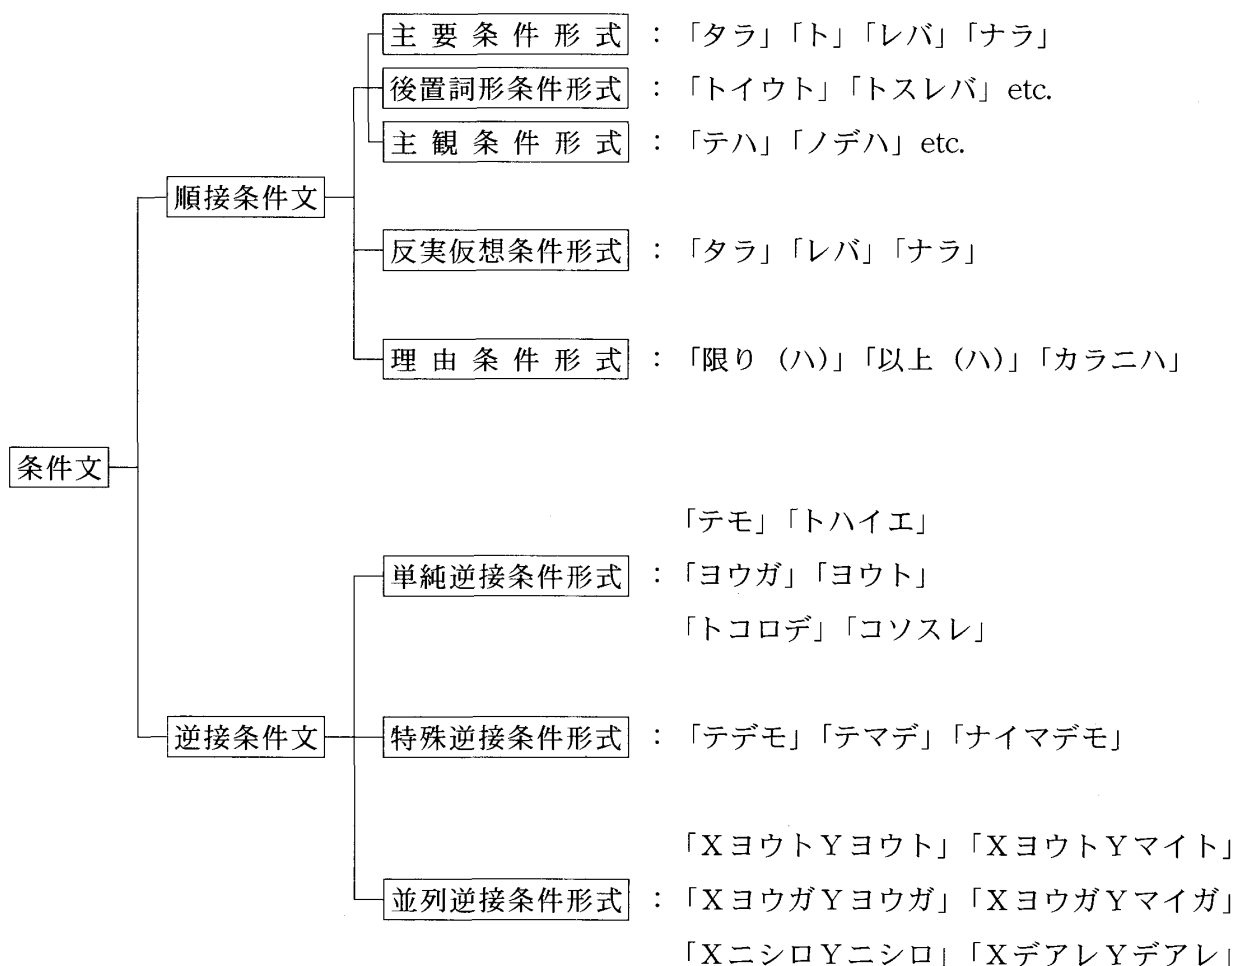 主要条件形式：「タラ」「ト」「レバ」「ナラ」
後置詞形条件形式：「トイウト」「トスレバ」etc.
主観条件形式：「テハ」「ノデハ」etc.
順接条件文
反実仮想条件形式：「タラ」「レバ」「ナラ」
理由条件形式：「限り（ハ）」「以上（ハ）」「カラニハ」
条件文
「テモ」「トハイエ」
単純逆接条件形式：「ヨウガ」「ヨウト」
「トコロデ」「コソスレ」
逆接条件文
特殊逆接条件形式：「テデモ」「テマデ」「ナイマデモ」
「XヨウトYヨウト」「XヨウトYマイト」
並列逆接条件形式：「XヨウガYヨウガ」「XヨウガYマイガ」
「XニシロYニシロ」「XデアレYデアレ」